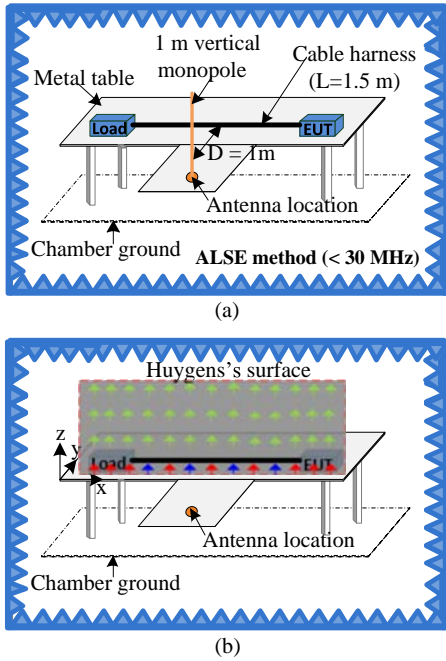 1 m vertical
monopole
Cable harness
(L=1.5 m)
Metal table
Load
EUT
D = 1m
Antenna location
Chamber ground
ALSE method (< 30 MHz)
(a)
Huygens's surface
z
y
x
Load
EUT
Antenna location
Chamber ground
(b)